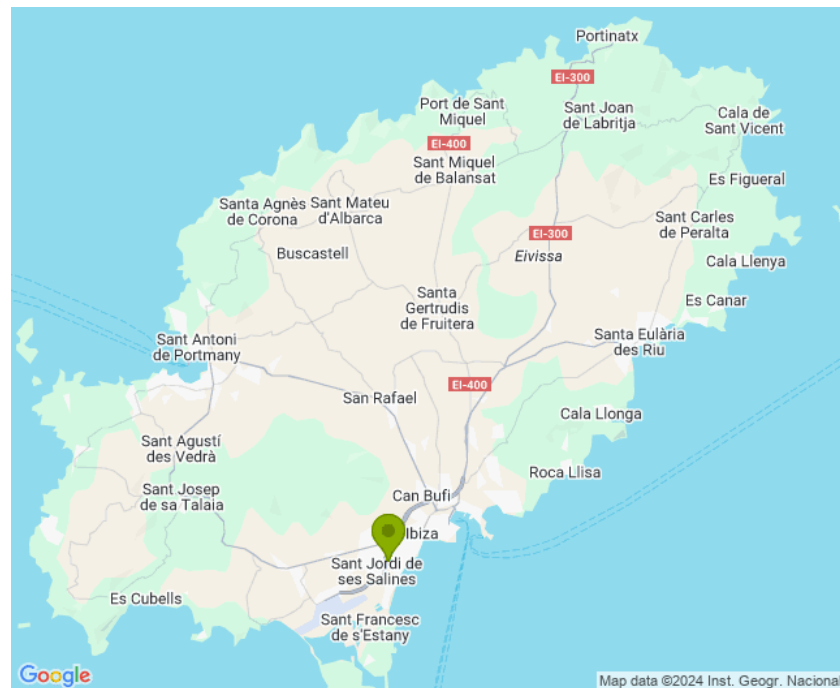 Portinatx
EI-300
Port de Sant
Miquel
Sant Joan
de Labritja
Cala de
Sant Vicent
EI-400
Sant Miquel
de Balansat
Es Figueral
Santa Agnès
de Corona
Sant Mateu
d'Albarca
Sant Carles
de Peralta
EI-300
Buscastell
Eivissa
Cala Llenya
Santa
Gertrudis
de Fruitera
Es Canar
Sant Antoni
de Portmany
Santa Eulària
des Riu
EI-400
San Rafael
Cala Llonga
Sant Agustí
des Vedrà
Roca Llisa
Sant Josep
de sa Talaia
Can Bufi
Ibiza
Sant Jordi de
ses Salines
Es Cubells
Sant Francesc
de s'Estany
Google
Map data ©2024 Inst. Geogr. Nacional